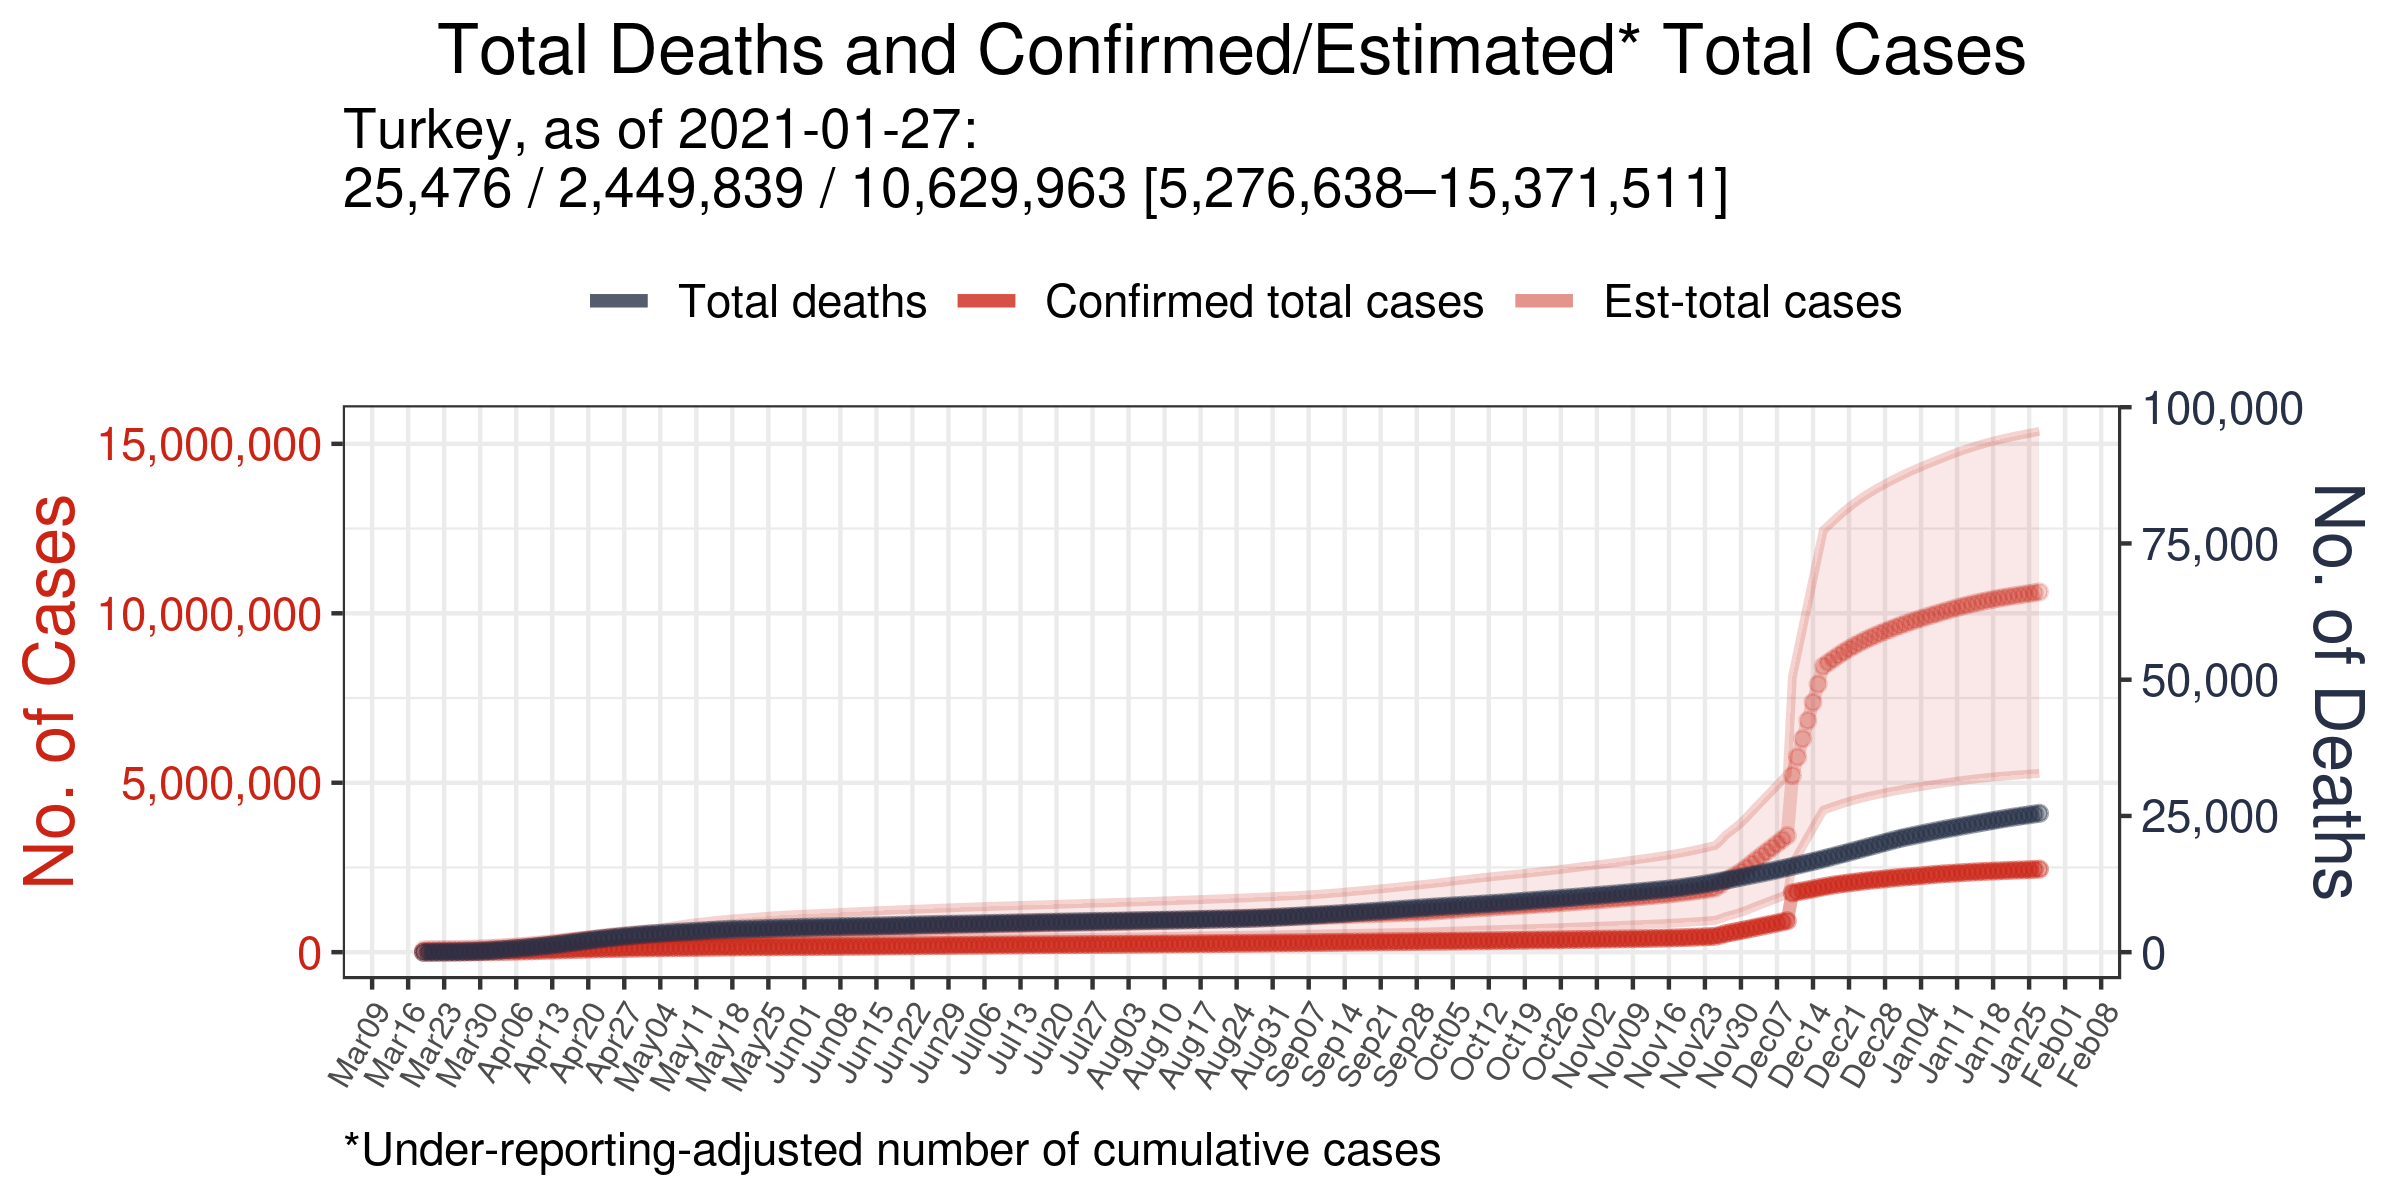 Total Deaths and Confirmed/Estimated* Total Cases
Turkey, as of 2021-01-27:
25,476 / 2,449,839 / 10,629,963 [5,276,638–15,371,511]
Total deaths
Confirmed total cases
Est-total cases
No. of Cases
15,000,000
10,000,000
5,000,000
0
100,000
75,000
50,000
25,000
0
No. of Deaths
Mar09
Mar16
Mar23
Mar30
Apr06
Apr13
Apr20
Apr27
May04
May11
May18
May25
Jun01
Jun08
Jun15
Jun22
Jun29
Jul06
Jul13
Jul20
Jul27
Aug03
Aug10
Aug17
Aug24
Aug31
Sep07
Sep14
Sep21
Sep28
Oct05
Oct12
Oct19
Oct26
Nov02
Nov09
Nov16
Nov23
Nov30
Dec07
Dec14
Dec21
Dec28
Jan04
Jan11
Jan18
Jan25
Feb01
Feb08
*Under-reporting-adjusted number of cumulative cases